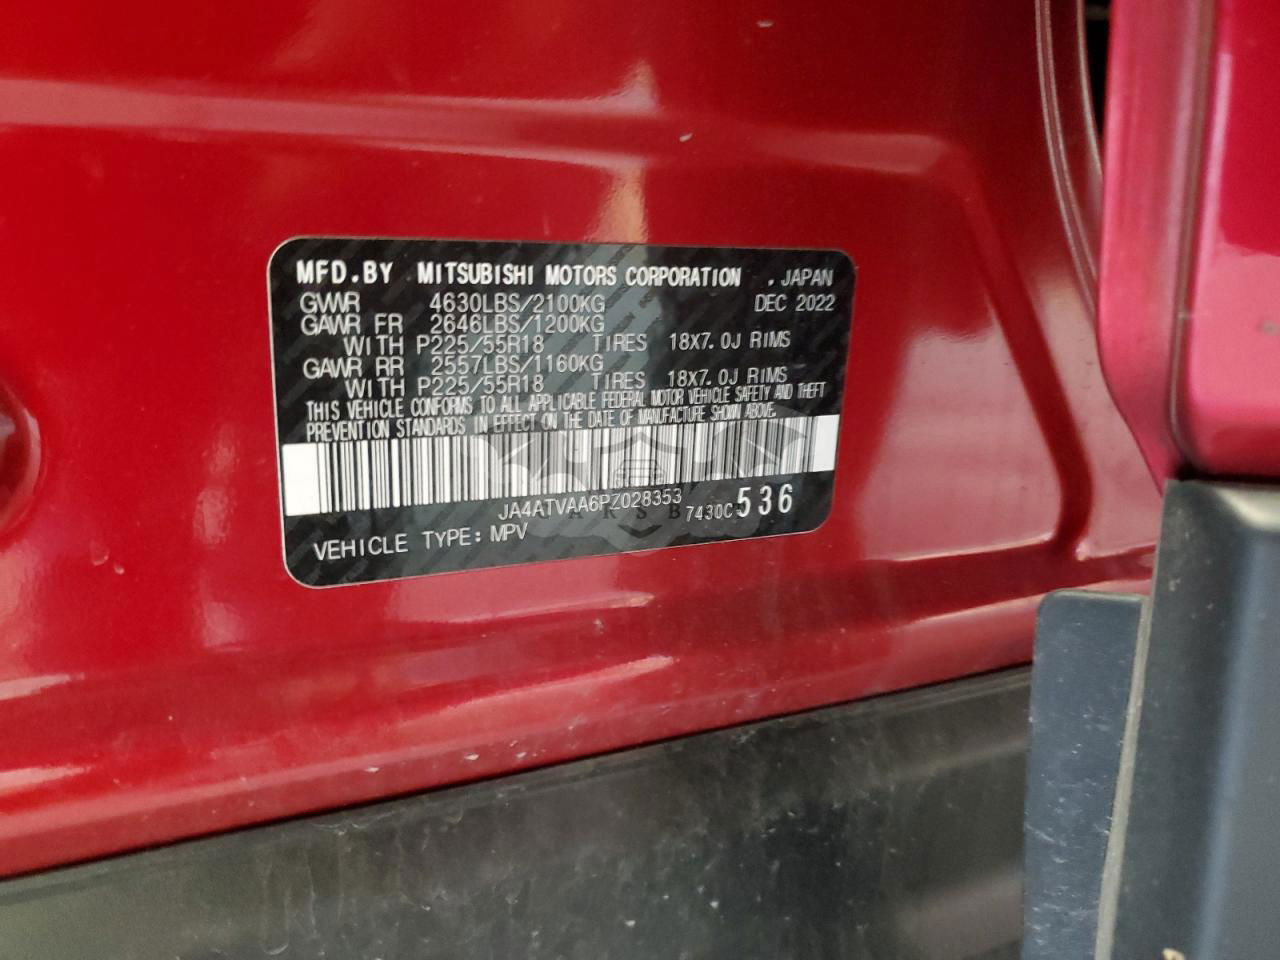 MFD. BY MITSUBISHI MOTORS CORPORATION , JAPAN
GVWR 4630LBS/2100KG DEC 2022
GAWR FR 2646LBS/1200KG
WITH P225/55R18 TIRES 18X7.0J RIMS
GAWR RR 2557LBS/1160KG
WITH P225/55R18 TIRES 18X7.0J RIMS
THIS VEHICLE CONFORMS TO ALL APPLICABLE FEDERAL MOTOR VEHICLE SAFETY AND THEFT
PREVENTION STANDARDS IN EFFECT ON THE DATE OF MANUFACTURE SHOWN ABOVE.
JA4ATVAA6PZ028353
7430C 536
VEHICLE TYPE: MPV